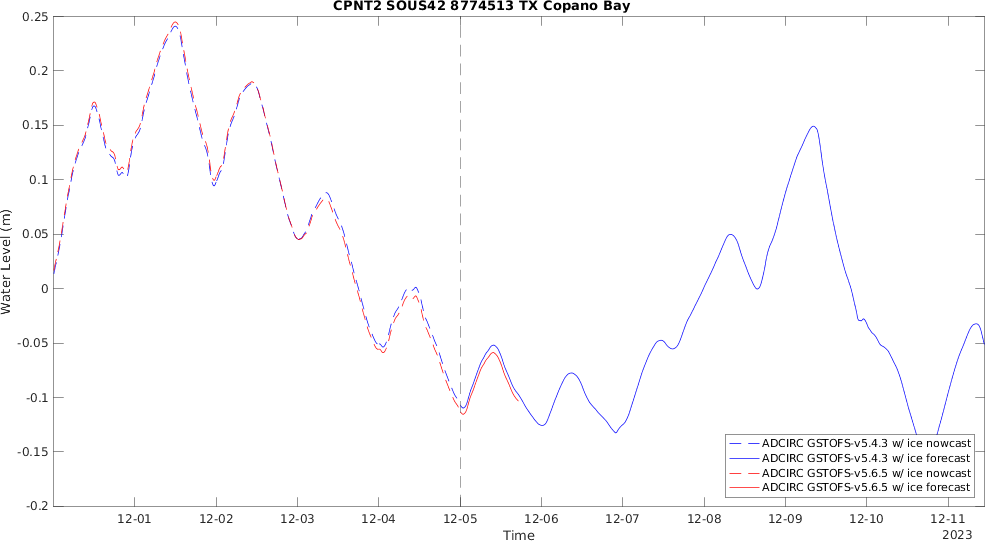 CPNT2 SOUS42 8774513 TX Copano Bay
0.25
0.2
0.15
0.1
0.05
0
-0.05
-0.1
-0.15
-0.2
Water Level (m)
ADCIRC GSTOFS-v5.4.3 w/ ice nowcast
ADCIRC GSTOFS-v5.4.3 w/ ice forecast
ADCIRC GSTOFS-v5.6.5 w/ ice nowcast
ADCIRC GSTOFS-v5.6.5 w/ ice forecast
12-01 12-02 12-03 12-04 12-05 12-06 12-07 12-08 12-09 12-10 12-11
Time
2023